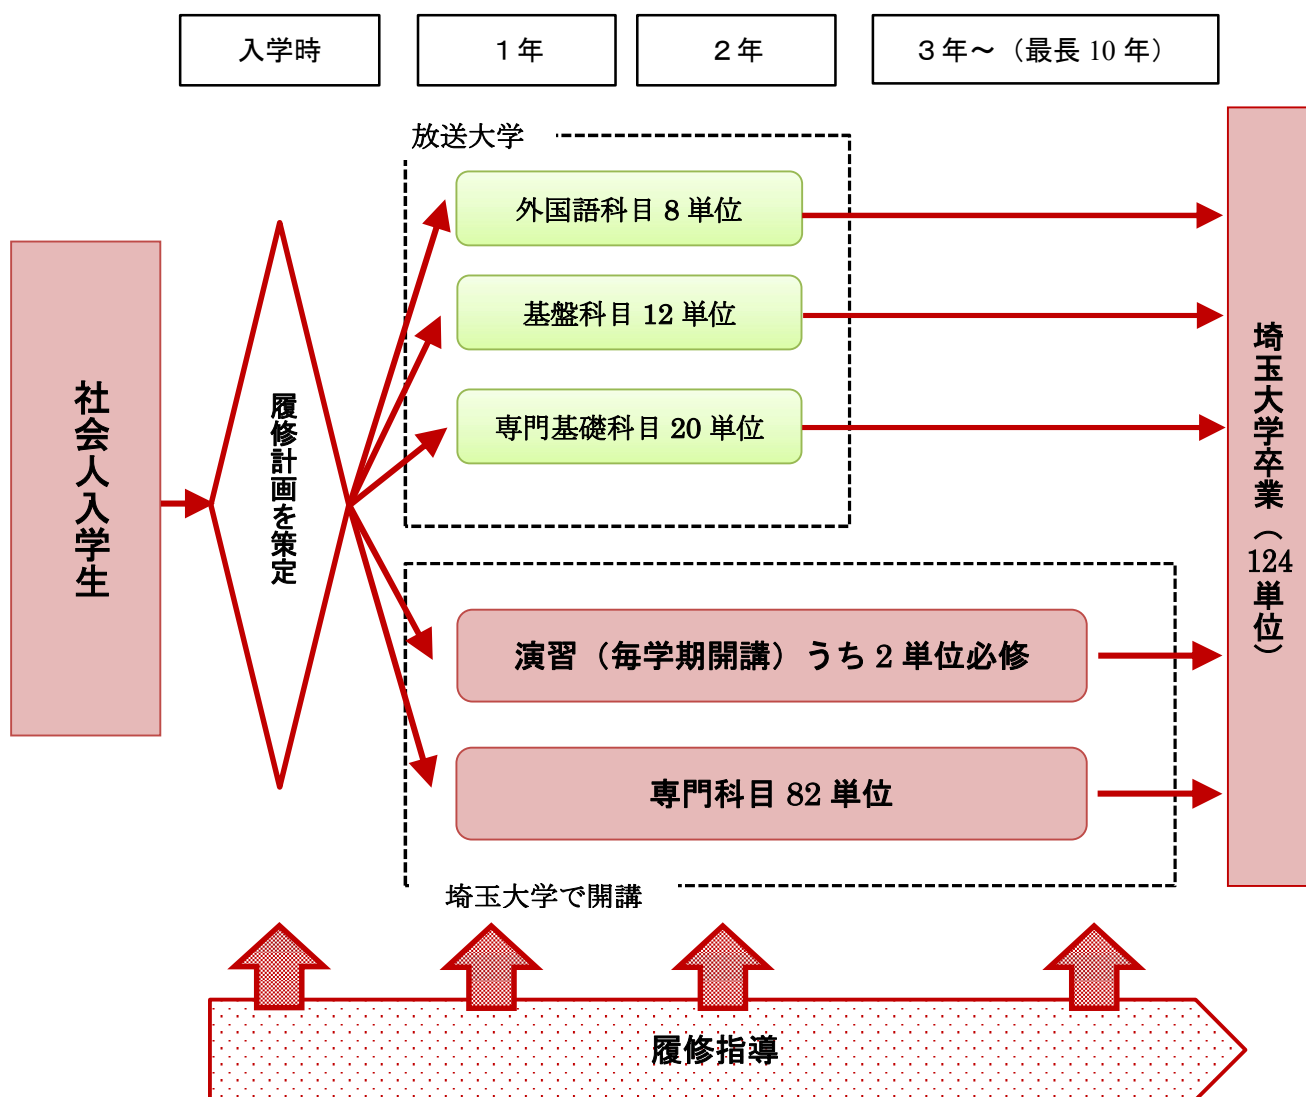 入学時
１年
２年
３年～（最長 10 年）
放送大学
外国語科目 8 単位
基盤科目 12 単位
専門基礎科目 20 単位
社会人入学生
履修計画を策定
演習（毎学期開講）うち 2 単位必修
専門科目 82 単位
埼玉大学で開講
埼玉大学卒業（124単位）
履修指導